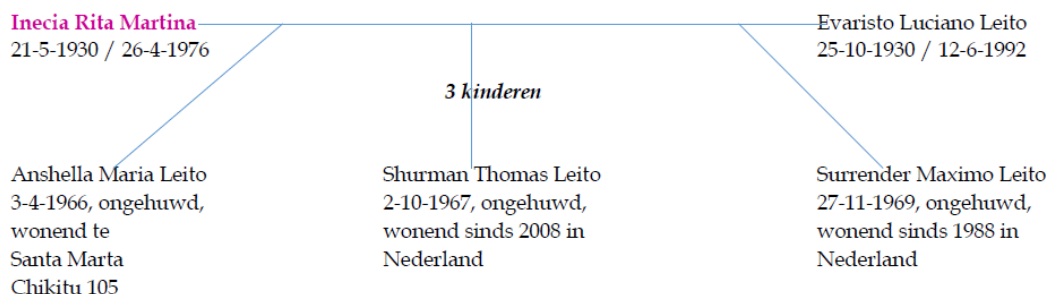 Inecia Rita Martina
21-5-1930 / 26-4-1976
Evaristo Luciano Leito
25-10-1930 / 12-6-1992
3 kinderen
Anshella Maria Leito
3-4-1966, ongehuwd,
wonend te
Santa Marta
Chikitu 105
Shurman Thomas Leito
2-10-1967, ongehuwd,
wonend sinds 2008 in
Nederland
Surrender Maximo Leito
27-11-1969, ongehuwd,
wonend sinds 1988 in
Nederland